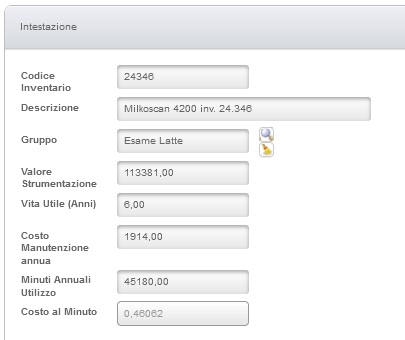 Intestazione
Codice
Inventario
24346
Descrizione
Milkoscan 4200 inv. 24.346
Gruppo
Esame Latte
Valore
Strumentazione
113381,00
Vita Utile (Anni)
6,00
Costo
Manutenzione
annua
1914,00
Minuti Annuali
Utilizzo
45180,00
Costo al Minuto
0,46062